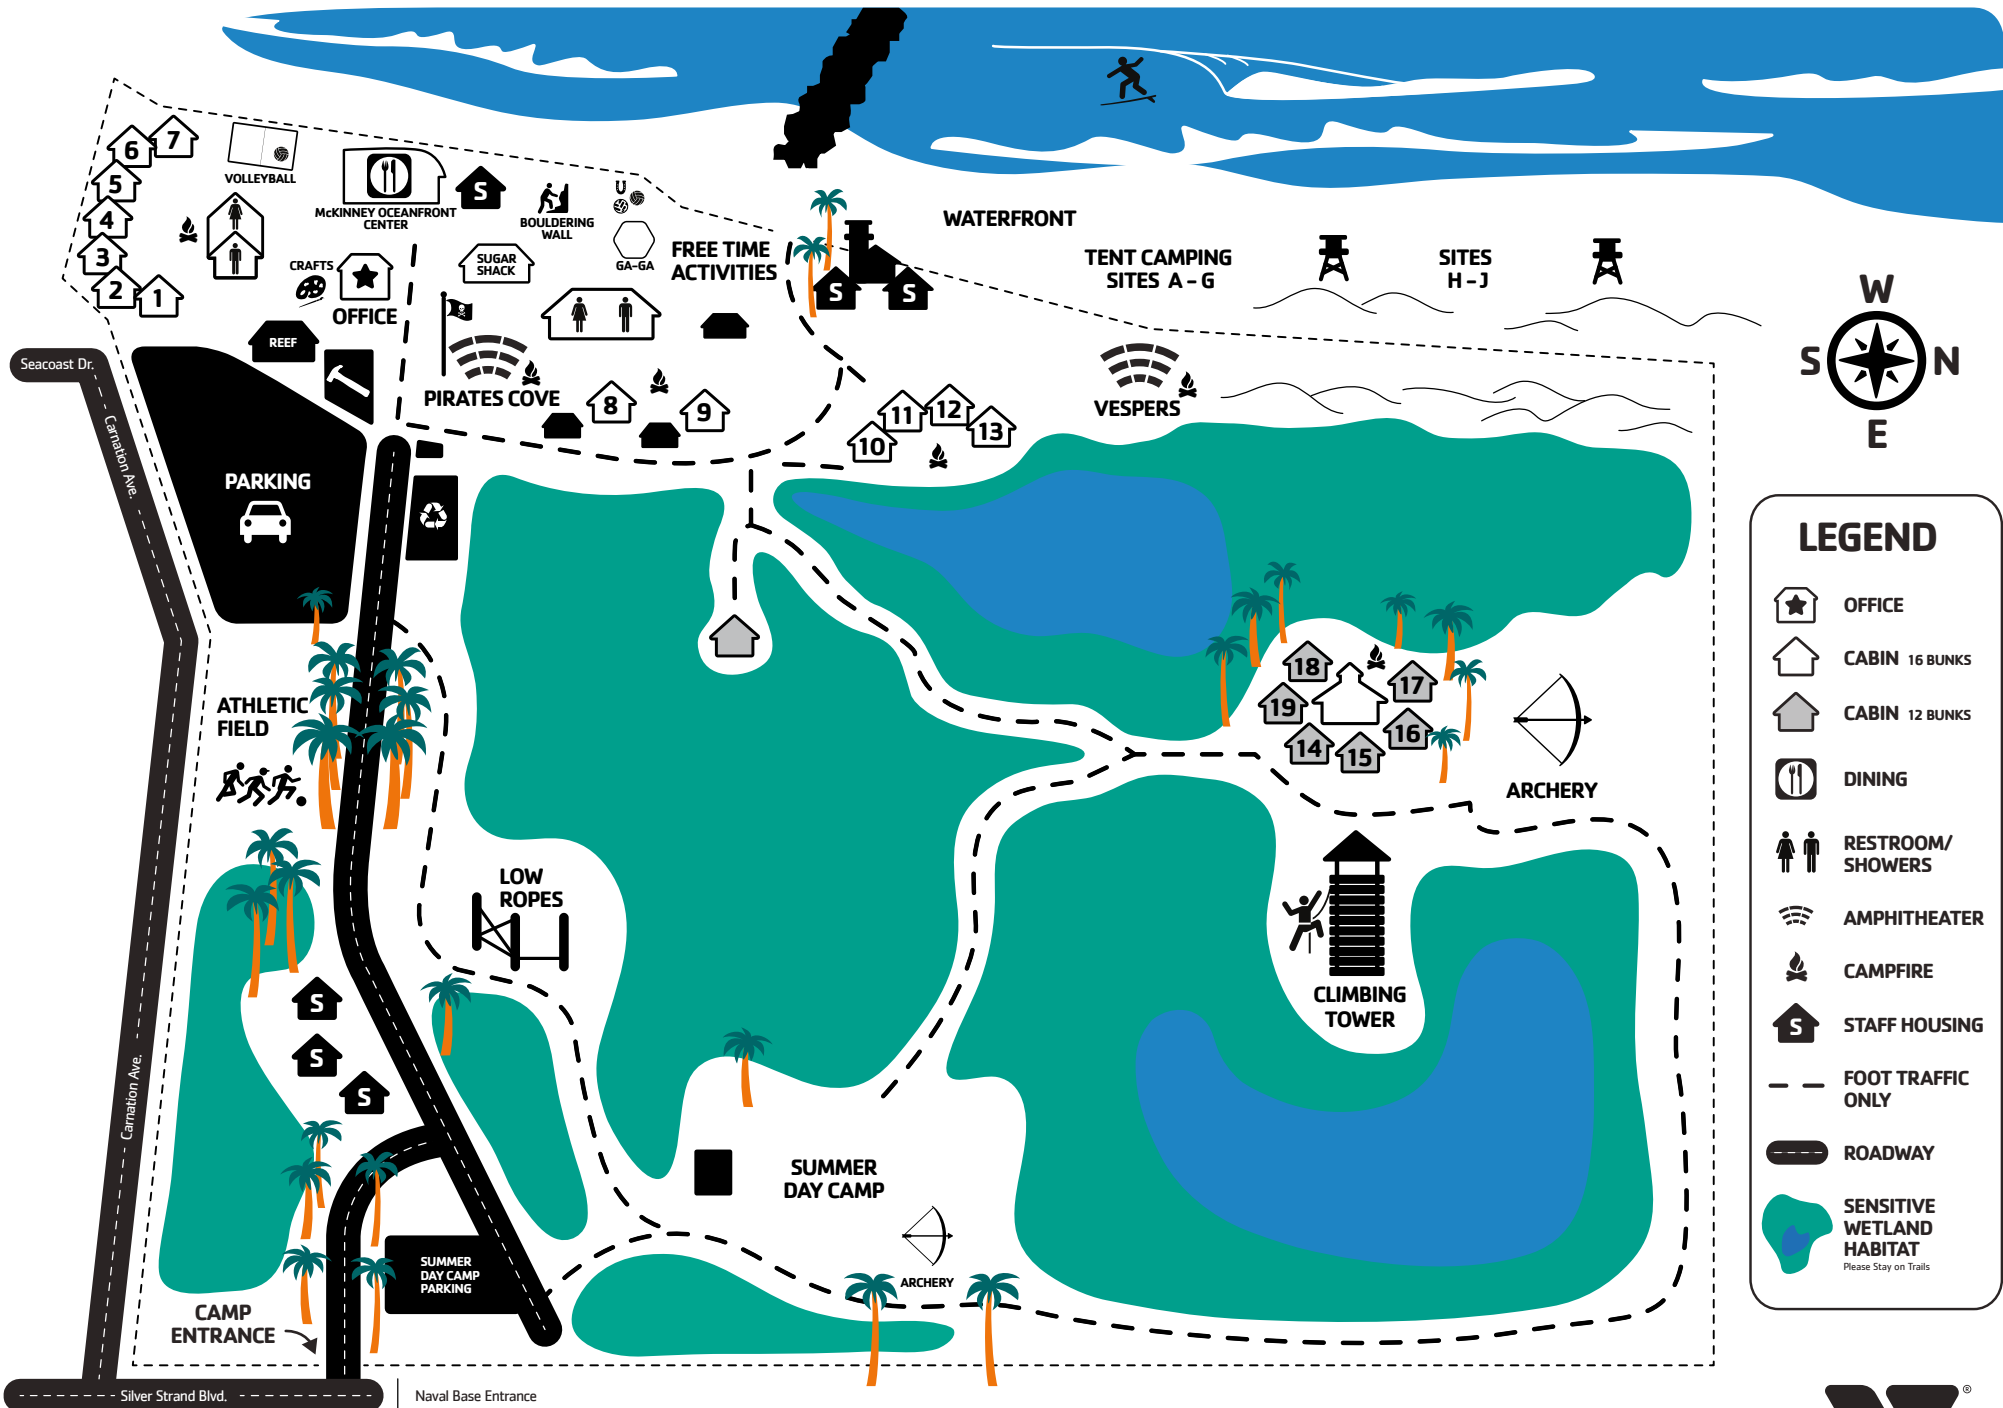 7
6
5
4
3
2
1
VOLLEYBALL
McKINNEY OCEANFRONT
CENTER
S
BOULDERING
WALL
U
GA-GA
CRAFTS
OFFICE
SUGAR
SHACK
FREE TIME
ACTIVITIES
S
S
WATERFRONT
TENT CAMPING
SITES A - G
SITES
H - J
REEF
PIRATES COVE
8
9
10
11
12
13
VESPERS
W
S
N
E
Seacoast Dr.
Carnation Ave.
PARKING
ATHLETIC
FIELD
LOW
ROPES
18
17
19
16
14
15
ARCHERY
CLIMBING
TOWER
S
S
S
Carnation Ave.
SUMMER
DAY CAMP
ARCHERY
SUMMER
DAY CAMP
PARKING
CAMP
ENTRANCE
Silver Strand Blvd.
Naval Base Entrance
LEGEND
OFFICE
CABIN 16 BUNKS
CABIN 12 BUNKS
DINING
RESTROOM/
SHOWERS
AMPHITHEATER
CAMPFIRE
S
STAFF HOUSING
FOOT TRAFFIC
ONLY
ROADWAY
SENSITIVE
WETLAND
HABITAT
Please Stay on Trails
®